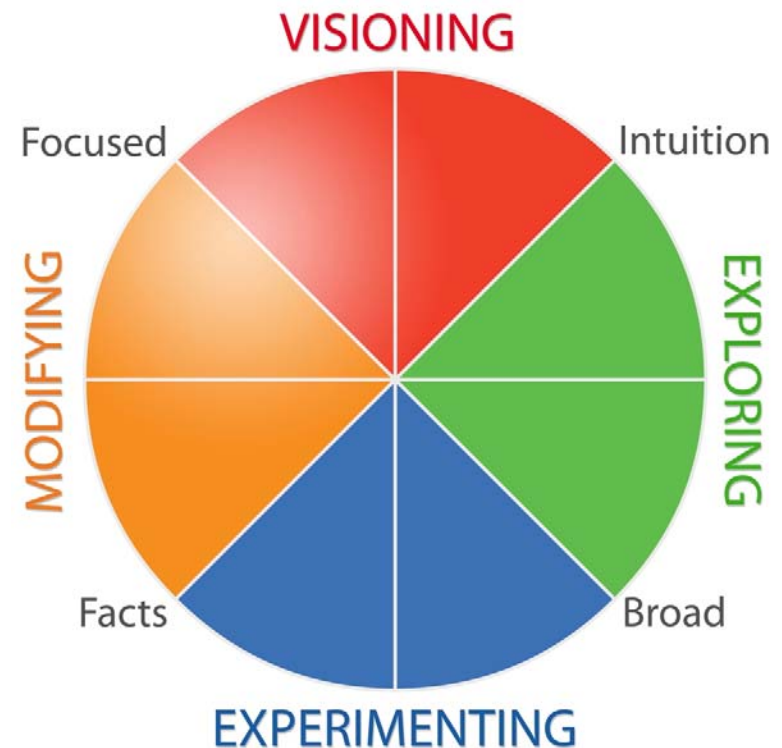 VISIONING
Focused
Intuition
MODIFYING
EXPLORING
Facts
Broad
EXPERIMENTING